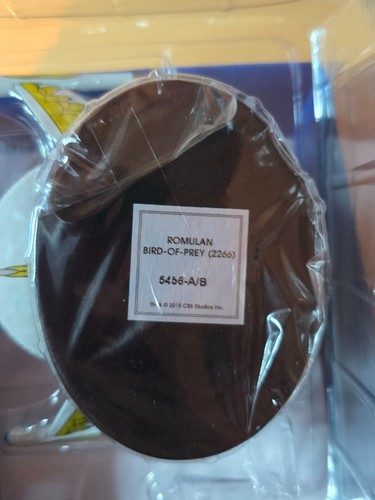 ROMULAN
BIRD-OF-PREY (2266)
5456-A/B
TM & © 2015 CBS Studios Inc.